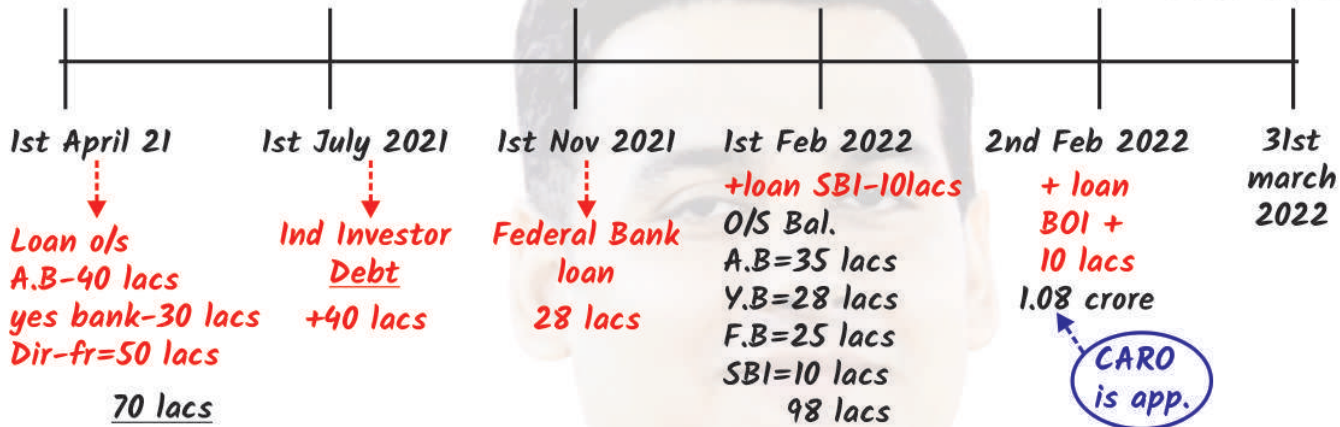 1st April 21
Loan o/s
A.B-40 lacs
yes bank-30 lacs
Dir-fr=50 lacs
70 lacs
1st July 2021
Ind Investor
Debt
+40 lacs
1st Nov 2021
Federal Bank
loan
28 lacs
1st Feb 2022
+loan SBI-10lacs
O/S Bal.
A.B=35 lacs
Y.B=28 lacs
F.B=25 lacs
SBI=10 lacs
98 lacs
2nd Feb 2022
+ loan
BOI +
10 lacs
1.08 crore
CARO
is app.
31st
march
2022